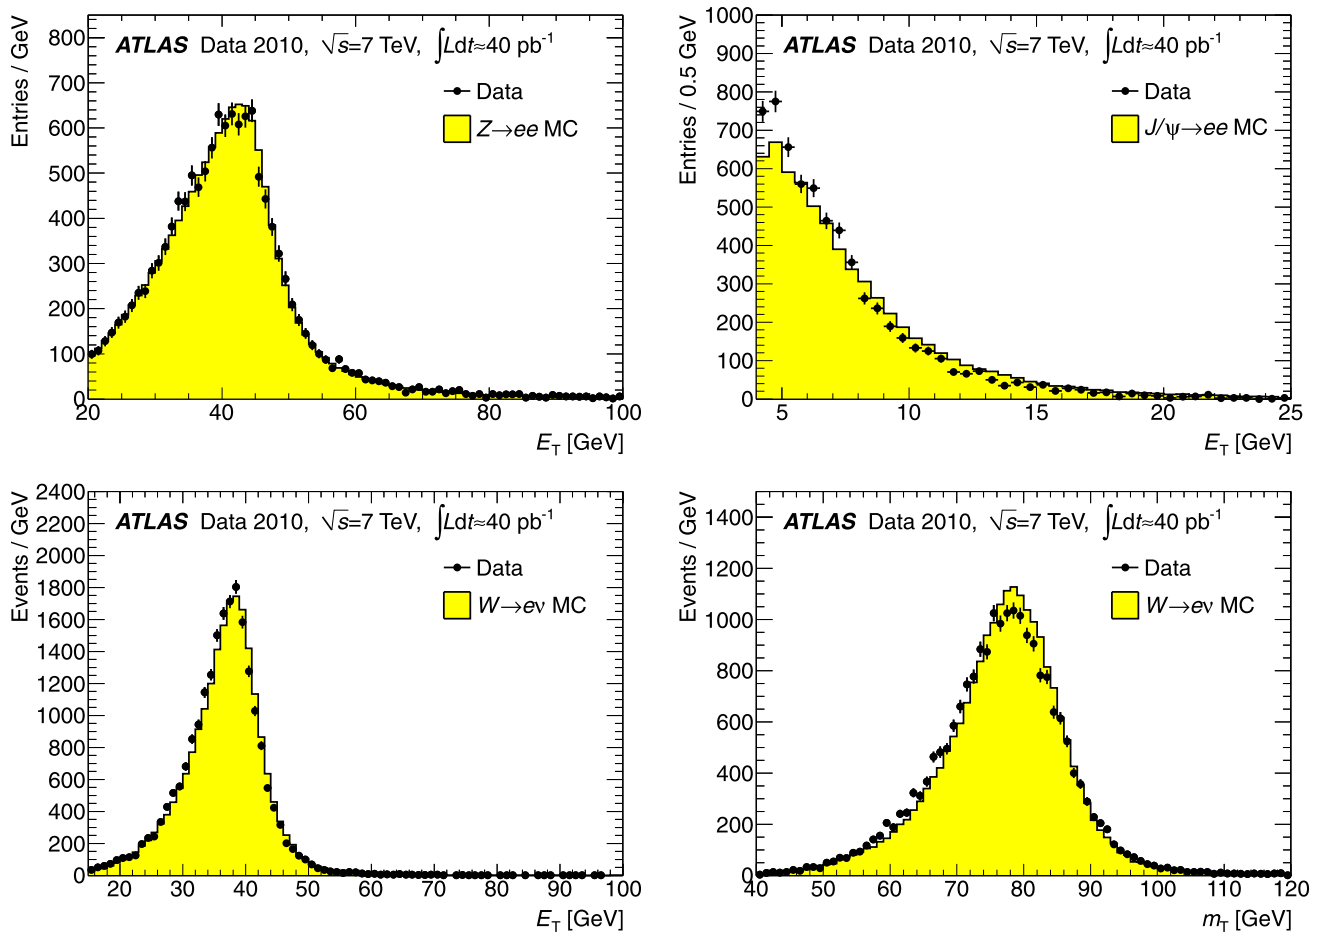 Entries / GeV
800
700
600
500
400
300
200
100
0
ATLAS Data 2010, √s=7 TeV, ∫Ldt≈40 pb⁻¹
Data
Z→ee MC
20 40 60 80 100
E_T [GeV]
Entries / 0.5 GeV
1000
900
800
700
600
500
400
300
200
100
0
ATLAS Data 2010, √s=7 TeV, ∫Ldt≈40 pb⁻¹
Data
J/ψ→ee MC
5 10 15 20 25
E_T [GeV]
Events / GeV
2400
2200
2000
1800
1600
1400
1200
1000
800
600
400
200
0
ATLAS Data 2010, √s=7 TeV, ∫Ldt≈40 pb⁻¹
Data
W→eν MC
20 30 40 50 60 70 80 90 100
E_T [GeV]
Events / GeV
1400
1200
1000
800
600
400
200
0
ATLAS Data 2010, √s=7 TeV, ∫Ldt≈40 pb⁻¹
Data
W→eν MC
40 50 60 70 80 90 100 110 120
m_T [GeV]